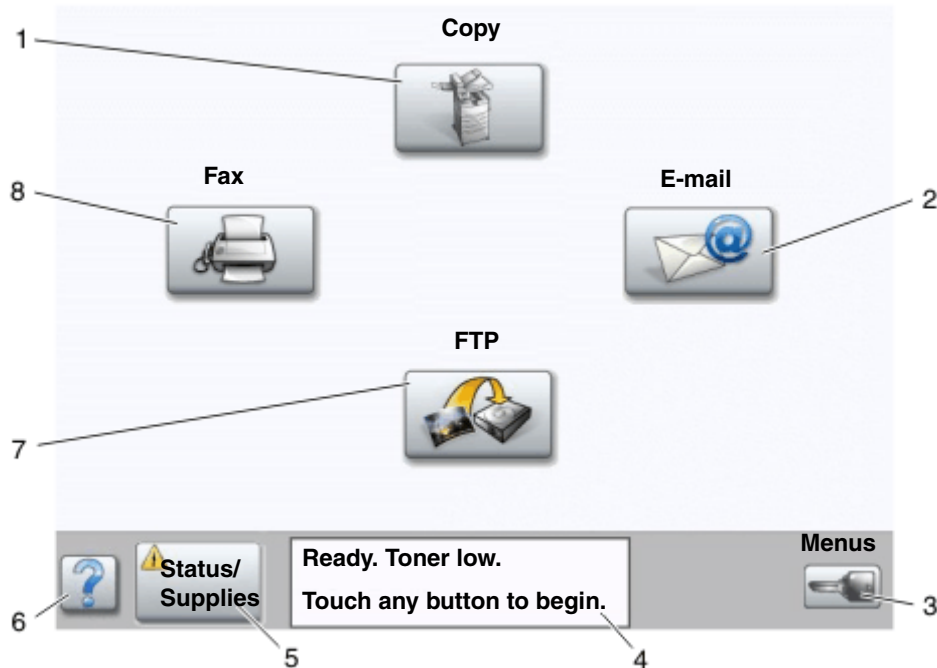 Copy
1
Fax
E-mail
8
2
FTP
7
Menus
Ready. Toner low.
Status/
Supplies
Touch any button to begin.
3
6
5
4